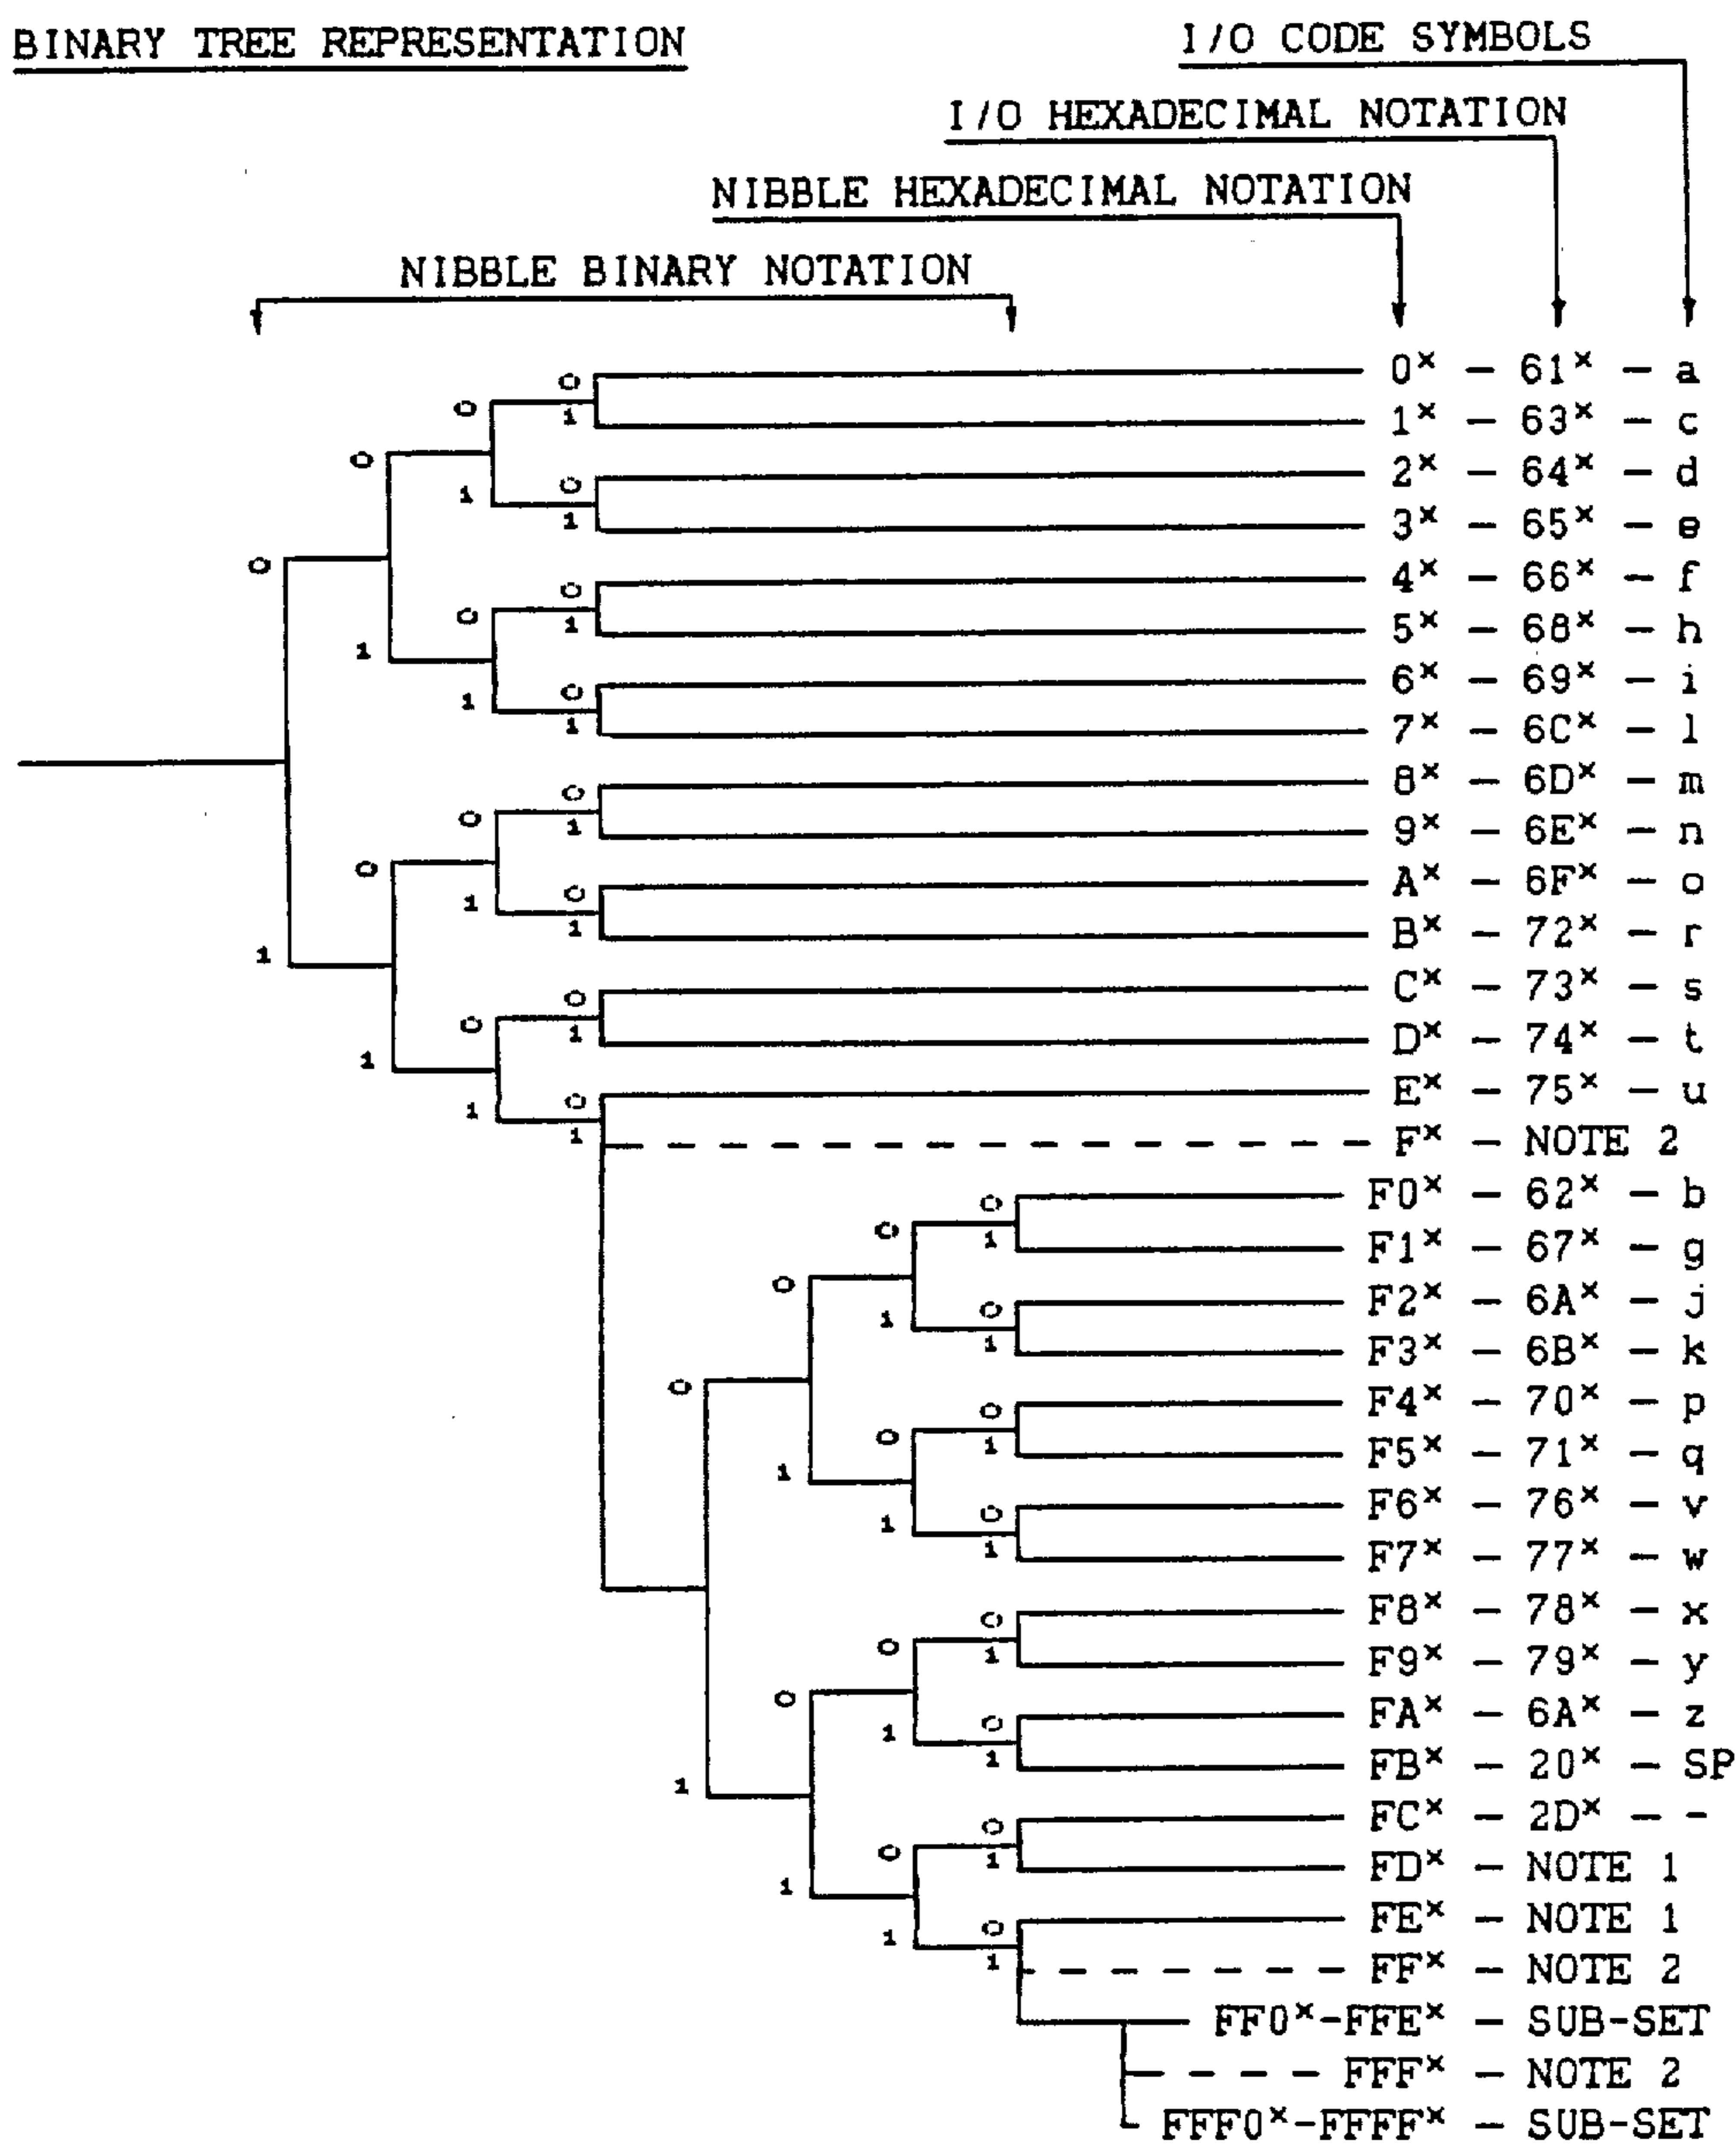 BINARY TREE REPRESENTATION
I/O CODE SYMBOLS
I/O HEXADECIMAL NOTATION
NIBBLE HEXADECIMAL NOTATION
NIBBLE BINARY NOTATION
0 0ˣ – 61ˣ – a
0 1 1ˣ – 63ˣ – c
0 0 2ˣ – 64ˣ – d
1 1 3ˣ – 65ˣ – e
0 0 4ˣ – 66ˣ – f
0 1 5ˣ – 68ˣ – h
1 0 6ˣ – 69ˣ – i
1 1 7ˣ – 6Cˣ – l
0 8ˣ – 6Dˣ – m
0 1 9ˣ – 6Eˣ – n
0 0 Aˣ – 6Fˣ – o
1 1 1 Bˣ – 72ˣ – r
0 Cˣ – 73ˣ – s
1 0 1 Dˣ – 74ˣ – t
1 0 Eˣ – 75ˣ – u
1 Fˣ – NOTE 2
0 F0ˣ – 62ˣ – b
0 1 F1ˣ – 67ˣ – g
0 0 F2ˣ – 6Aˣ – j
1 1 F3ˣ – 6Bˣ – k
0 0 F4ˣ – 70ˣ – p
0 1 F5ˣ – 71ˣ – q
1 0 F6ˣ – 76ˣ – v
1 1 F7ˣ – 77ˣ – w
0 F8ˣ – 78ˣ – x
0 1 F9ˣ – 79ˣ – y
0 0 FAˣ – 6Aˣ – z
1 1 1 FBˣ – 20ˣ – SP
0 FCˣ – 2Dˣ – -
1 0 1 FDˣ – NOTE 1
1 0 FEˣ – NOTE 1
1 FFˣ – NOTE 2
FF0ˣ-FFEˣ – SUB-SET
FFFˣ – NOTE 2
FFF0ˣ-FFFFˣ – SUB-SET